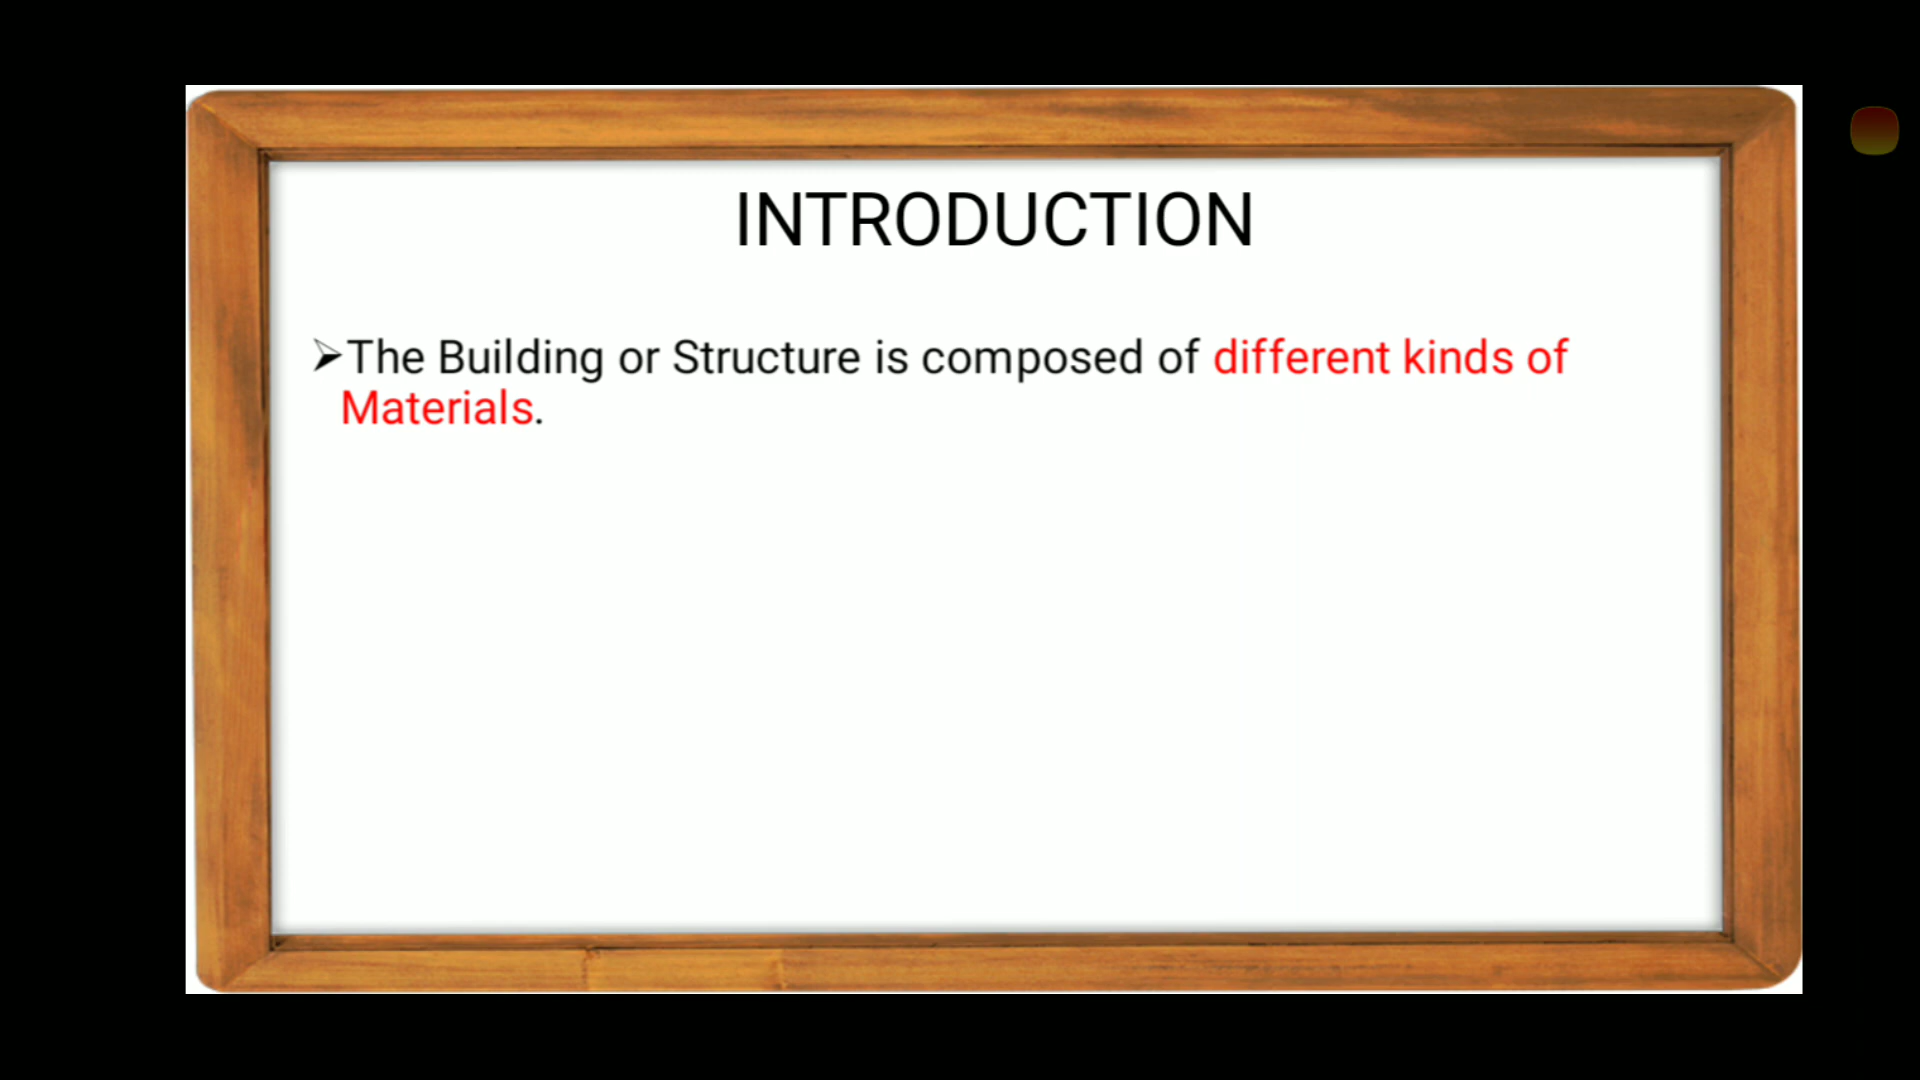 INTRODUCTION
➢The Building or Structure is composed of different kinds of
Materials.